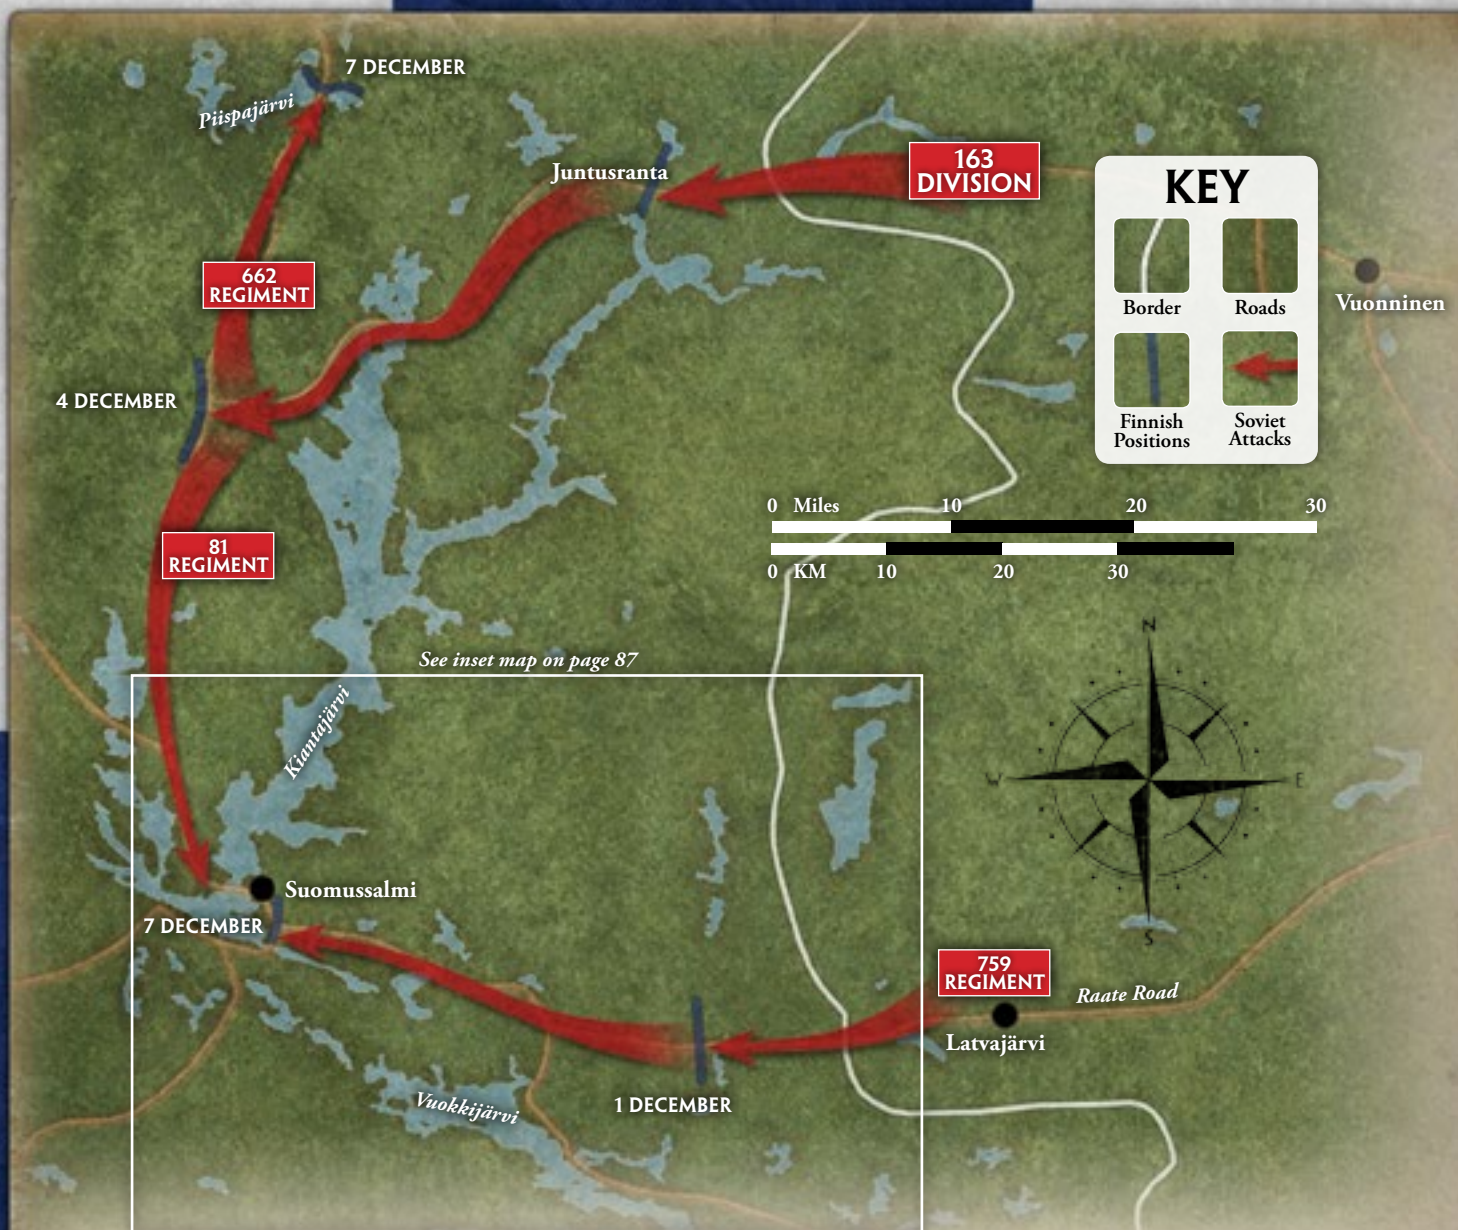 7 DECEMBER
Piispajärvi
Juntusranta
163
DIVISION
KEY
Border
Roads
Finnish
Positions
Soviet
Attacks
Vuonninen
662
REGIMENT
4 DECEMBER
0 Miles 10 20 30
0 KM 10 20 30
81
REGIMENT
N
W
E
S
See inset map on page 87
Kiantajärvi
Suomussalmi
7 DECEMBER
759
REGIMENT
Raate Road
Latvajärvi
1 DECEMBER
Vuokkijärvi